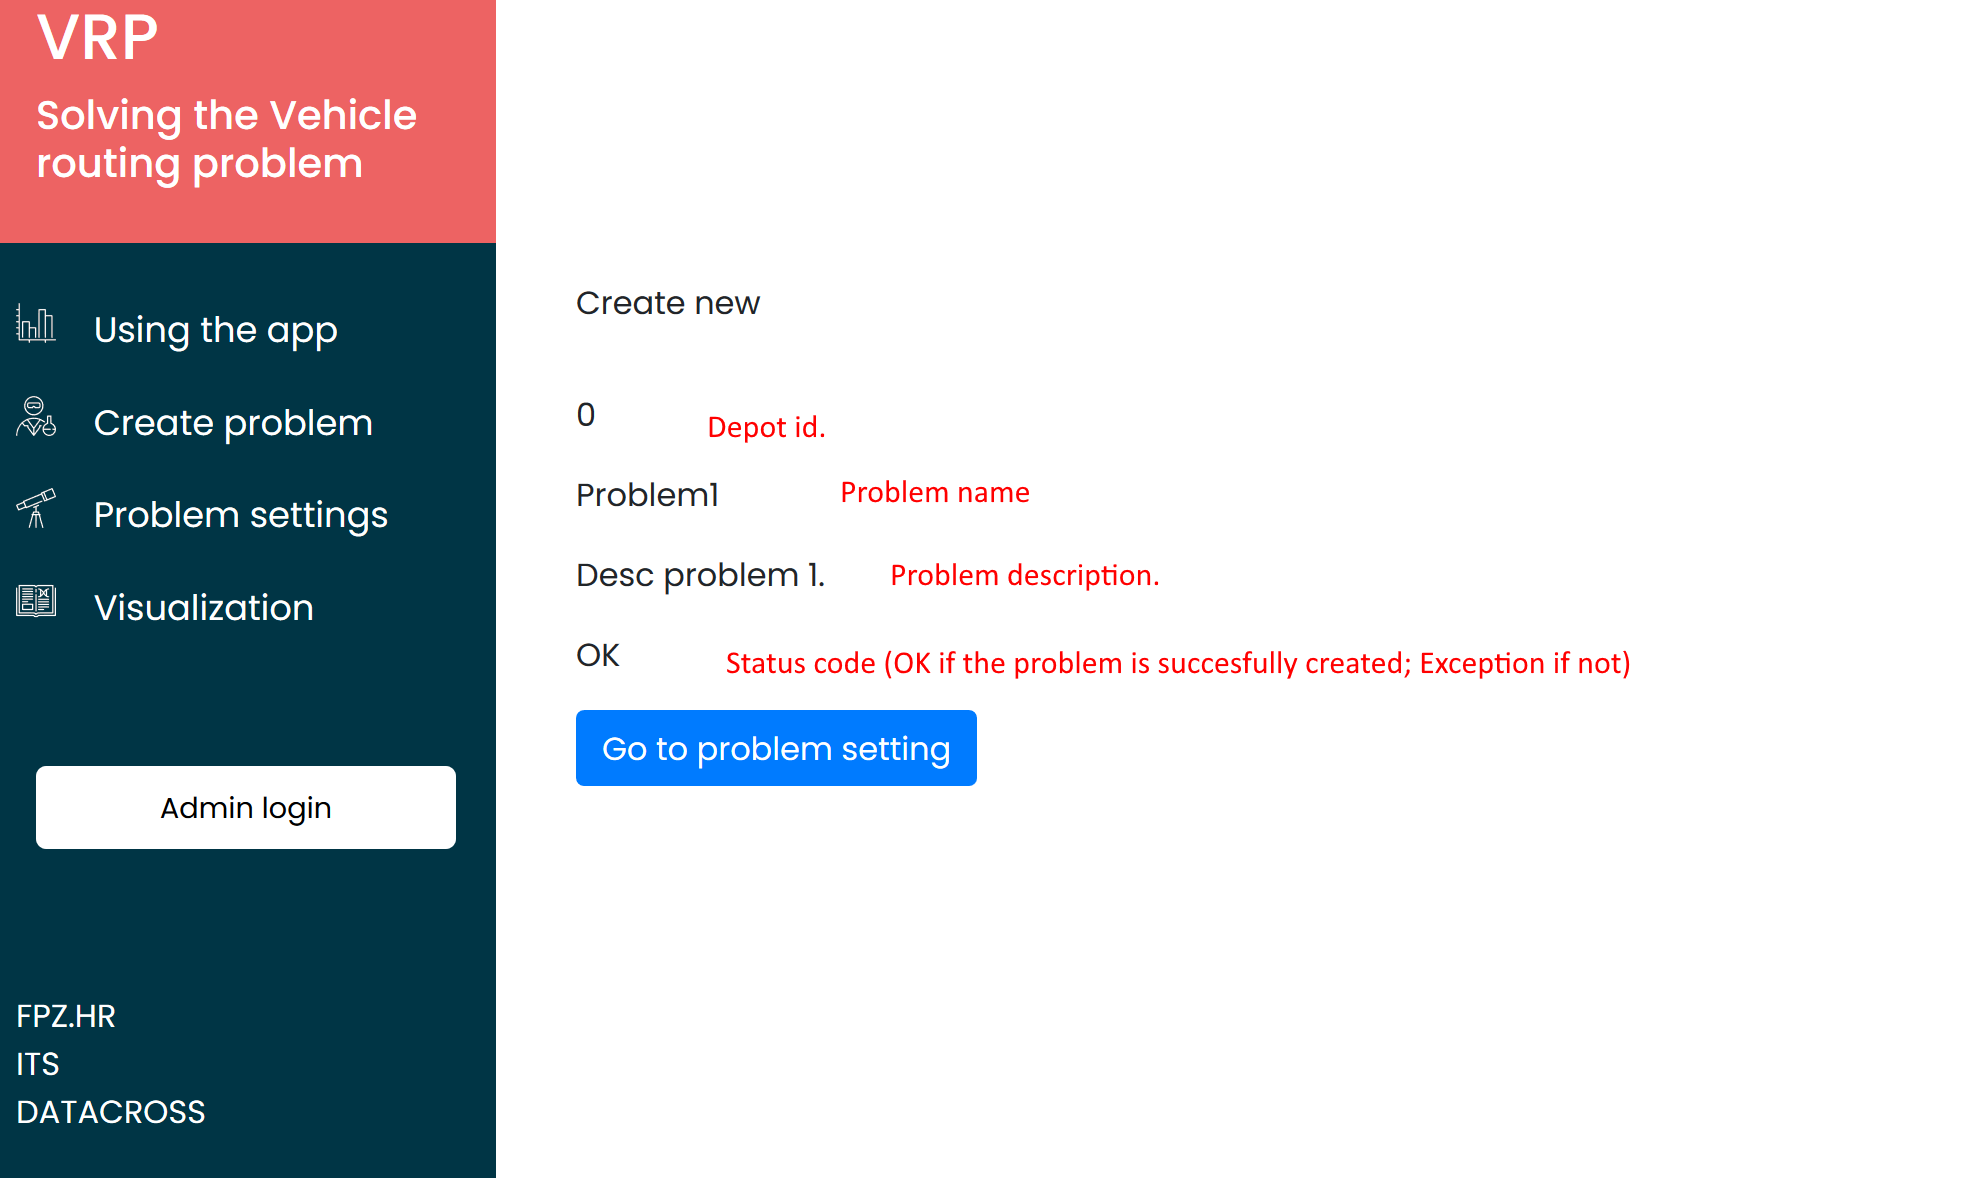 VRP
Solving the Vehicle
routing problem
Using the app
Create problem
Problem settings
Visualization
Admin login
FPZ.HR
ITS
DATACROSS
Create new
0
Depot id.
Problem1
Problem name
Desc problem 1.
Problem description.
OK
Status code (OK if the problem is succesfully created; Exception if not)
Go to problem setting